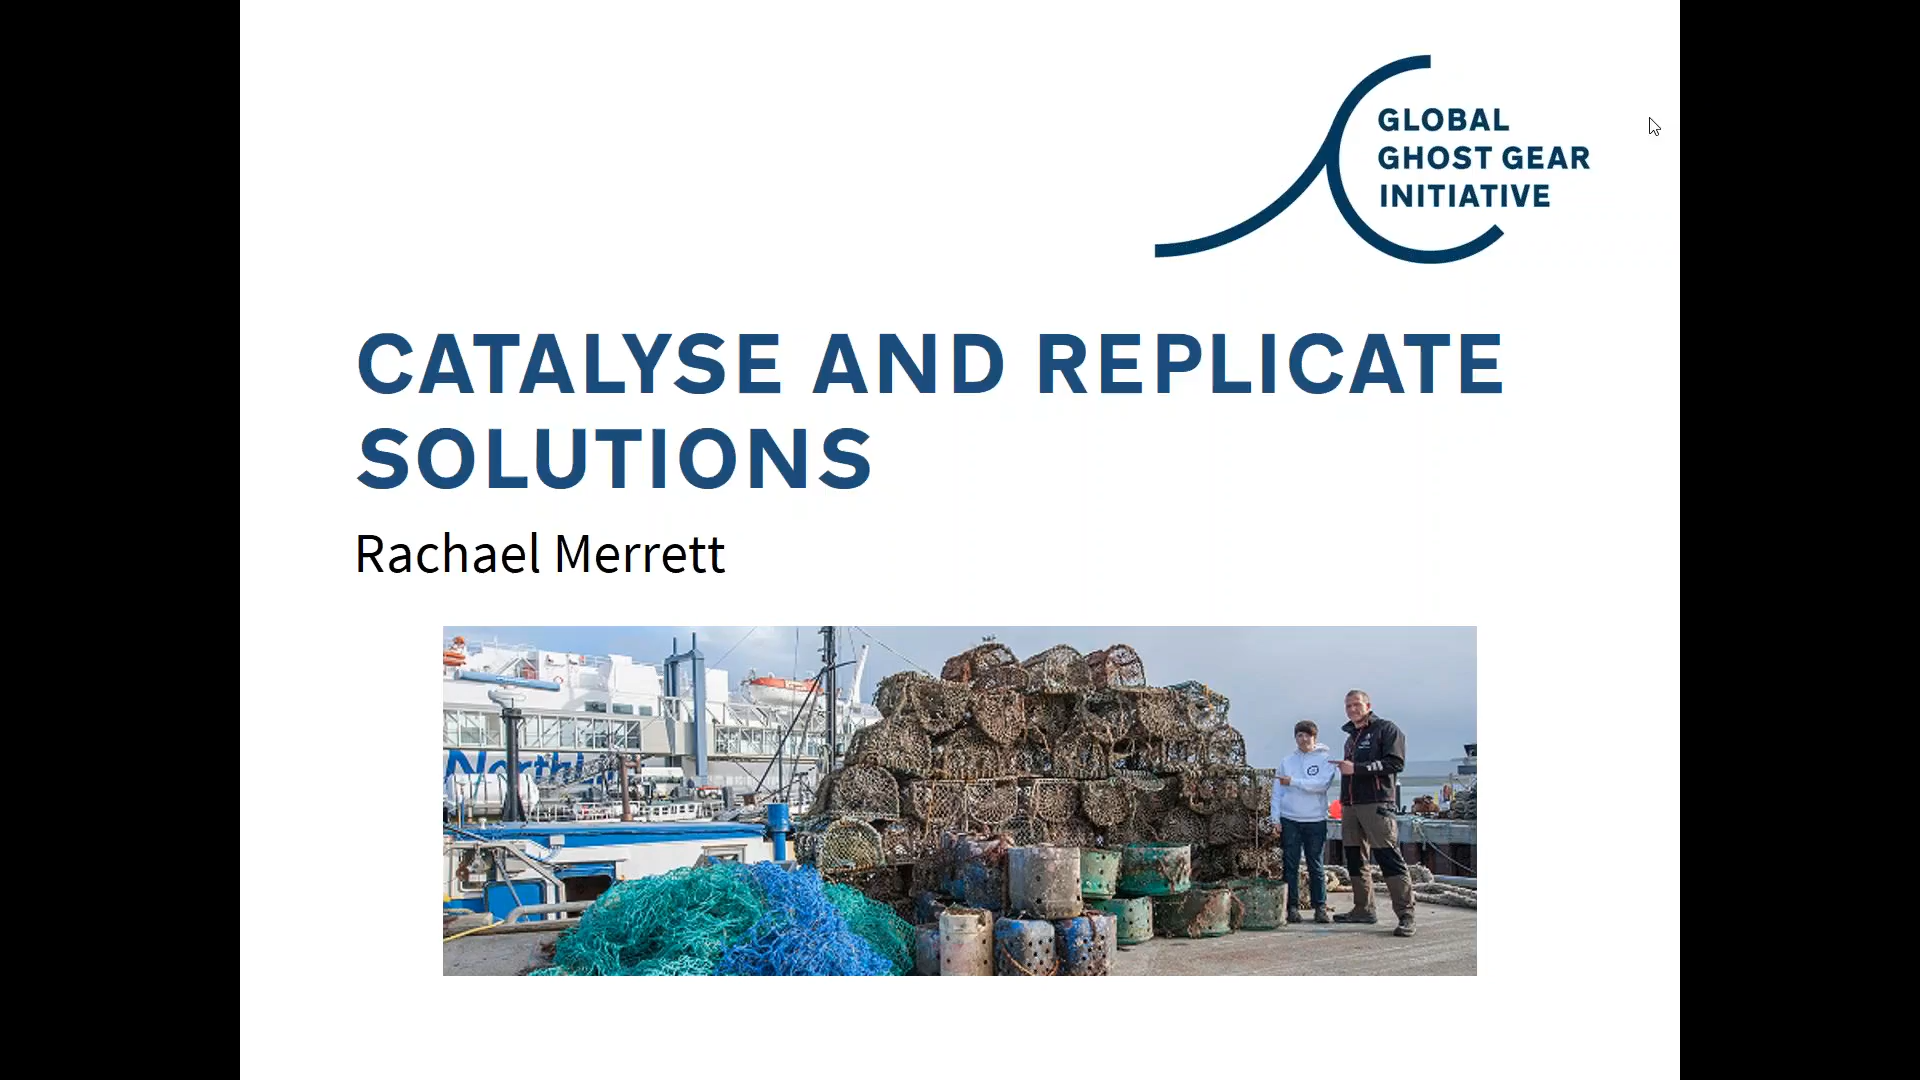 GLOBAL
GHOST GEAR
INITIATIVE
CATALYSE AND REPLICATE
SOLUTIONS
Rachael Merrett